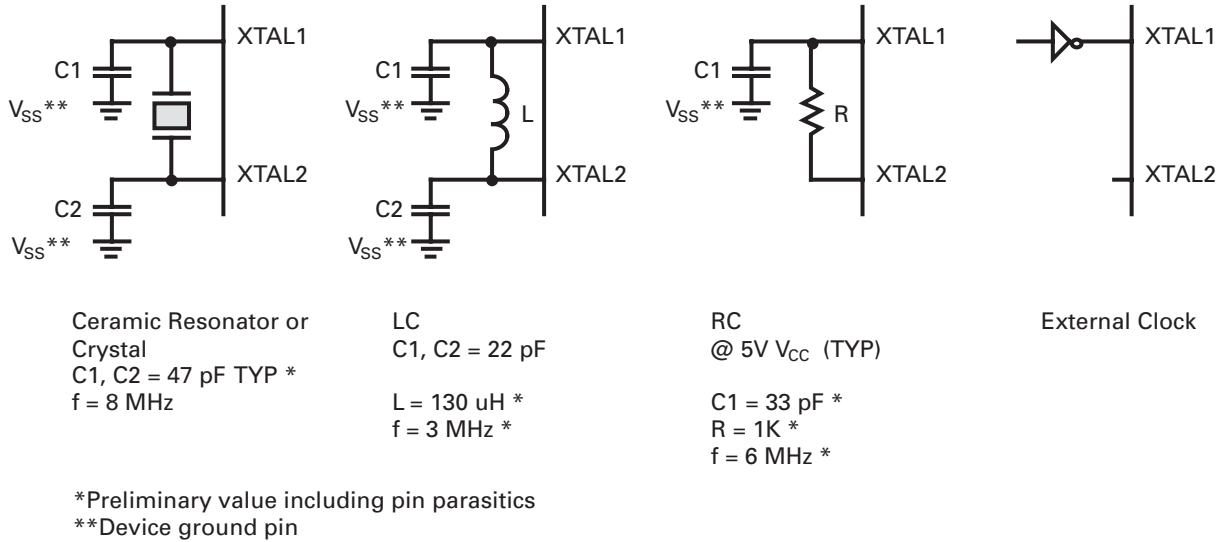 XTAL1
C1
VSS**
XTAL2
C2
VSS**
XTAL1
C1
VSS**
L
XTAL2
C2
VSS**
XTAL1
C1
VSS**
R
XTAL2
XTAL1
XTAL2
Ceramic Resonator or
Crystal
C1, C2 = 47 pF TYP *
f = 8 MHz
LC
C1, C2 = 22 pF
L = 130 uH *
f = 3 MHz *
RC
@ 5V VCC (TYP)
C1 = 33 pF *
R = 1K *
f = 6 MHz *
External Clock
*Preliminary value including pin parasitics
**Device ground pin